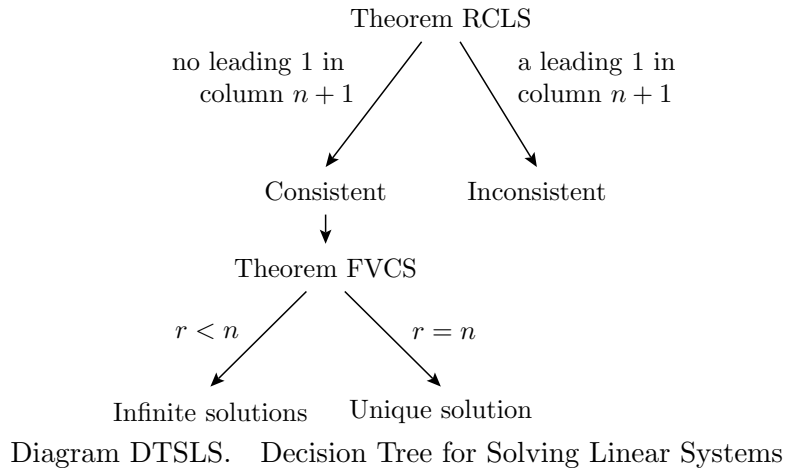 Theorem RCLS
no leading 1 in
column n + 1
a leading 1 in
column n + 1
Consistent
Inconsistent
Theorem FVCS
r < n
r = n
Infinite solutions
Unique solution
Diagram DTSLS. Decision Tree for Solving Linear Systems